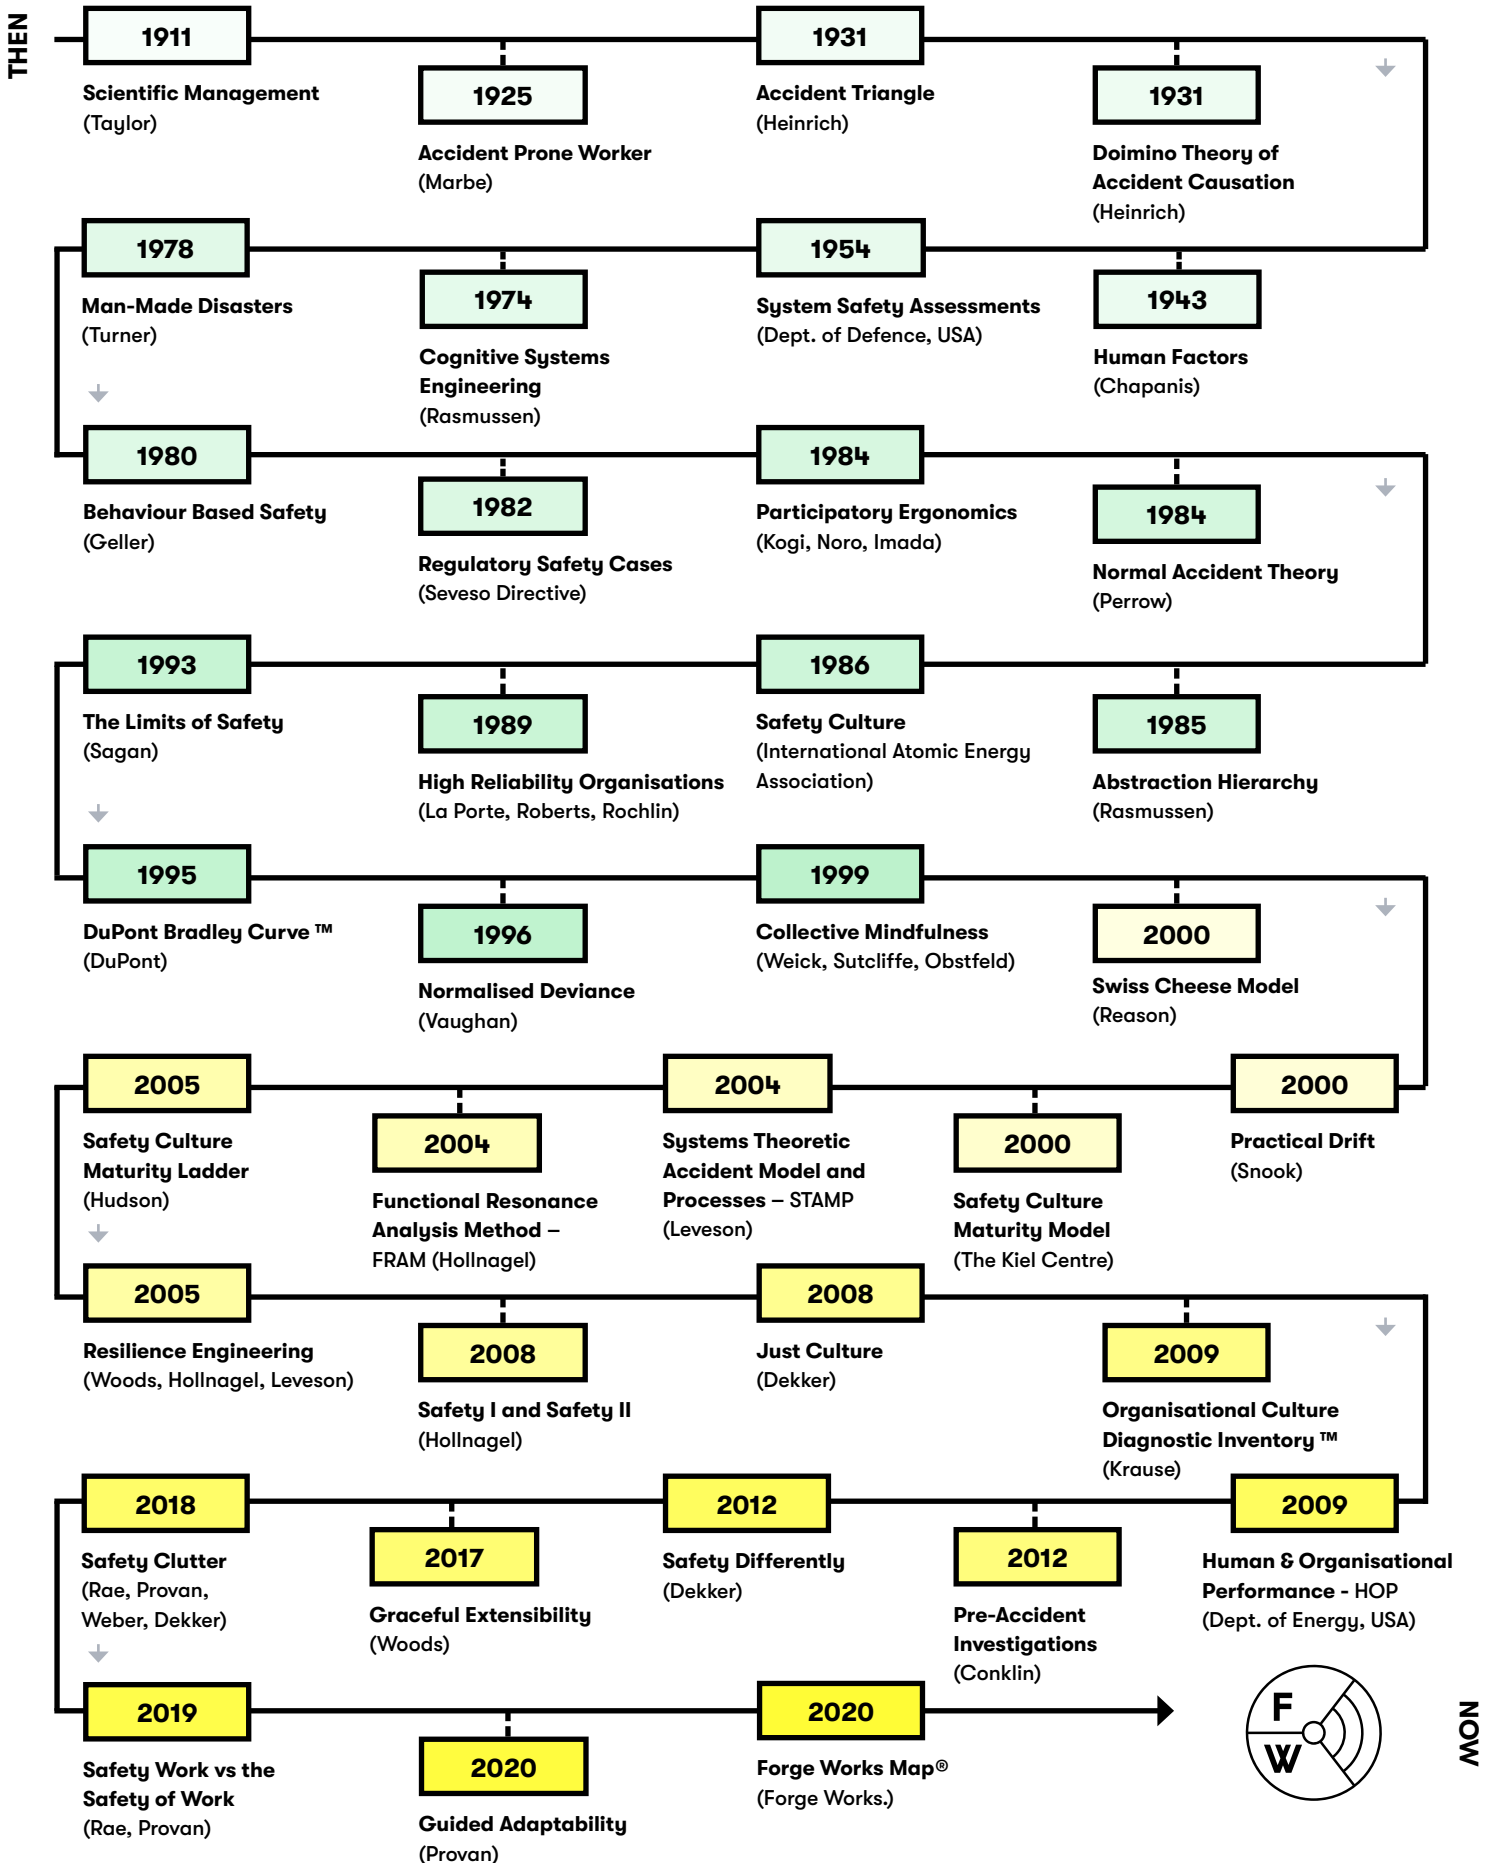 THEN
1911
Scientific Management
(Taylor)
1925
Accident Prone Worker
(Marbe)
1931
Accident Triangle
(Heinrich)
1931
Doimino Theory of
Accident Causation
(Heinrich)
1943
Human Factors
(Chapanis)
1954
System Safety Assessments
(Dept. of Defence, USA)
1974
Cognitive Systems
Engineering
(Rasmussen)
1978
Man-Made Disasters
(Turner)
1980
Behaviour Based Safety
(Geller)
1982
Regulatory Safety Cases
(Seveso Directive)
1984
Participatory Ergonomics
(Kogi, Noro, Imada)
1984
Normal Accident Theory
(Perrow)
1985
Abstraction Hierarchy
(Rasmussen)
1986
Safety Culture
(International Atomic Energy
Association)
1989
High Reliability Organisations
(La Porte, Roberts, Rochlin)
1993
The Limits of Safety
(Sagan)
1995
DuPont Bradley Curve ™
(DuPont)
1996
Normalised Deviance
(Vaughan)
1999
Collective Mindfulness
(Weick, Sutcliffe, Obstfeld)
2000
Swiss Cheese Model
(Reason)
2000
Practical Drift
(Snook)
2000
Safety Culture
Maturity Model
(The Kiel Centre)
2004
Systems Theoretic
Accident Model and
Processes – STAMP
(Leveson)
2004
Functional Resonance
Analysis Method –
FRAM (Hollnagel)
2005
Safety Culture
Maturity Ladder
(Hudson)
2005
Resilience Engineering
(Woods, Hollnagel, Leveson)
2008
Safety I and Safety II
(Hollnagel)
2008
Just Culture
(Dekker)
2009
Organisational Culture
Diagnostic Inventory ™
(Krause)
2009
Human & Organisational
Performance - HOP
(Dept. of Energy, USA)
2012
Pre-Accident
Investigations
(Conklin)
2012
Safety Differently
(Dekker)
2017
Graceful Extensibility
(Woods)
2018
Safety Clutter
(Rae, Provan,
Weber, Dekker)
2019
Safety Work vs the
Safety of Work
(Rae, Provan)
2020
Guided Adaptability
(Provan)
2020
Forge Works Map®
(Forge Works.)
F
W
NOW